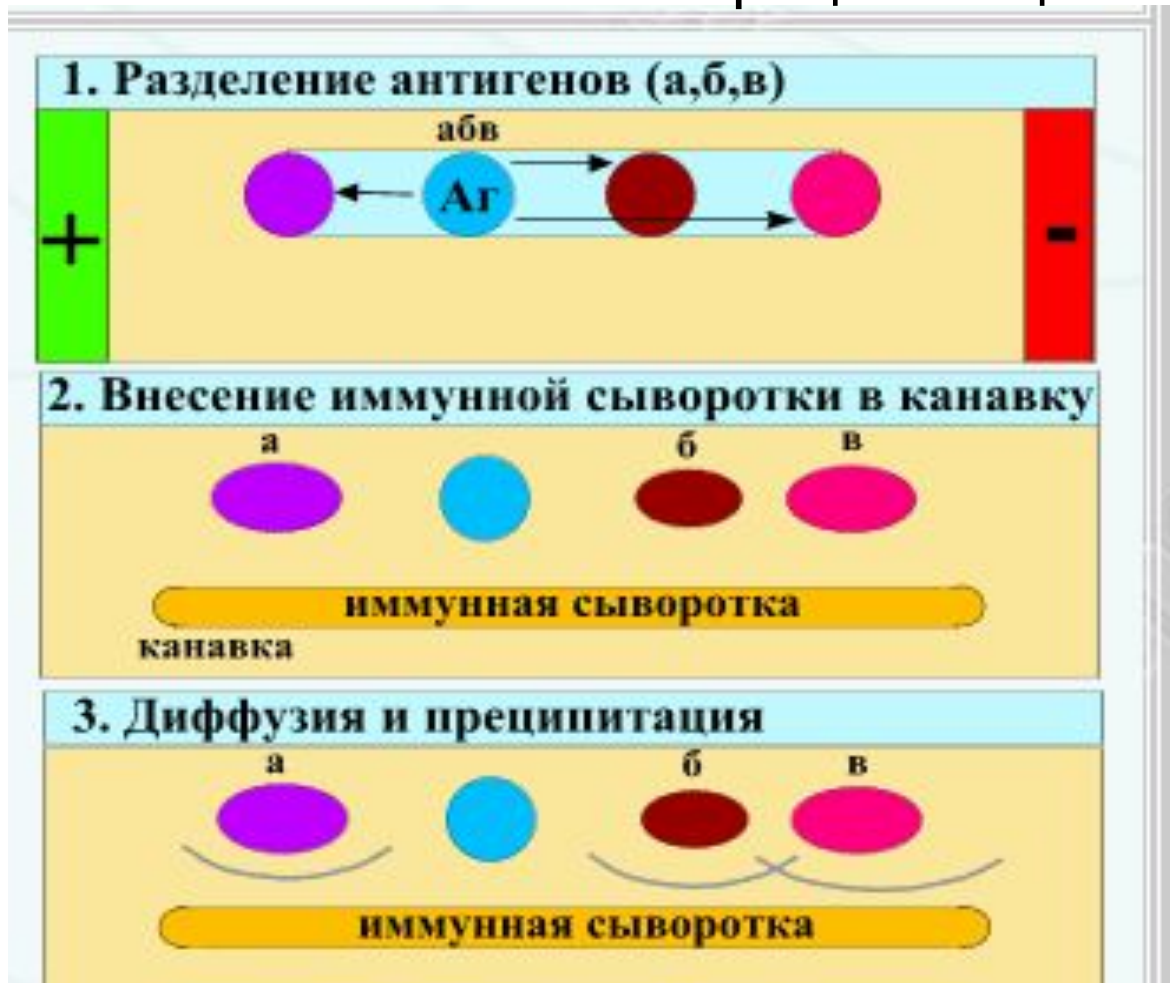 1. Разделение антигенов (а,б,в)
абв
+
Аг
-
2. Внесение иммунной сыворотки в канавку
а
б
в
иммунная сыворотка
канавка
3. Диффузия и преципитация
а
б
в
иммунная сыворотка